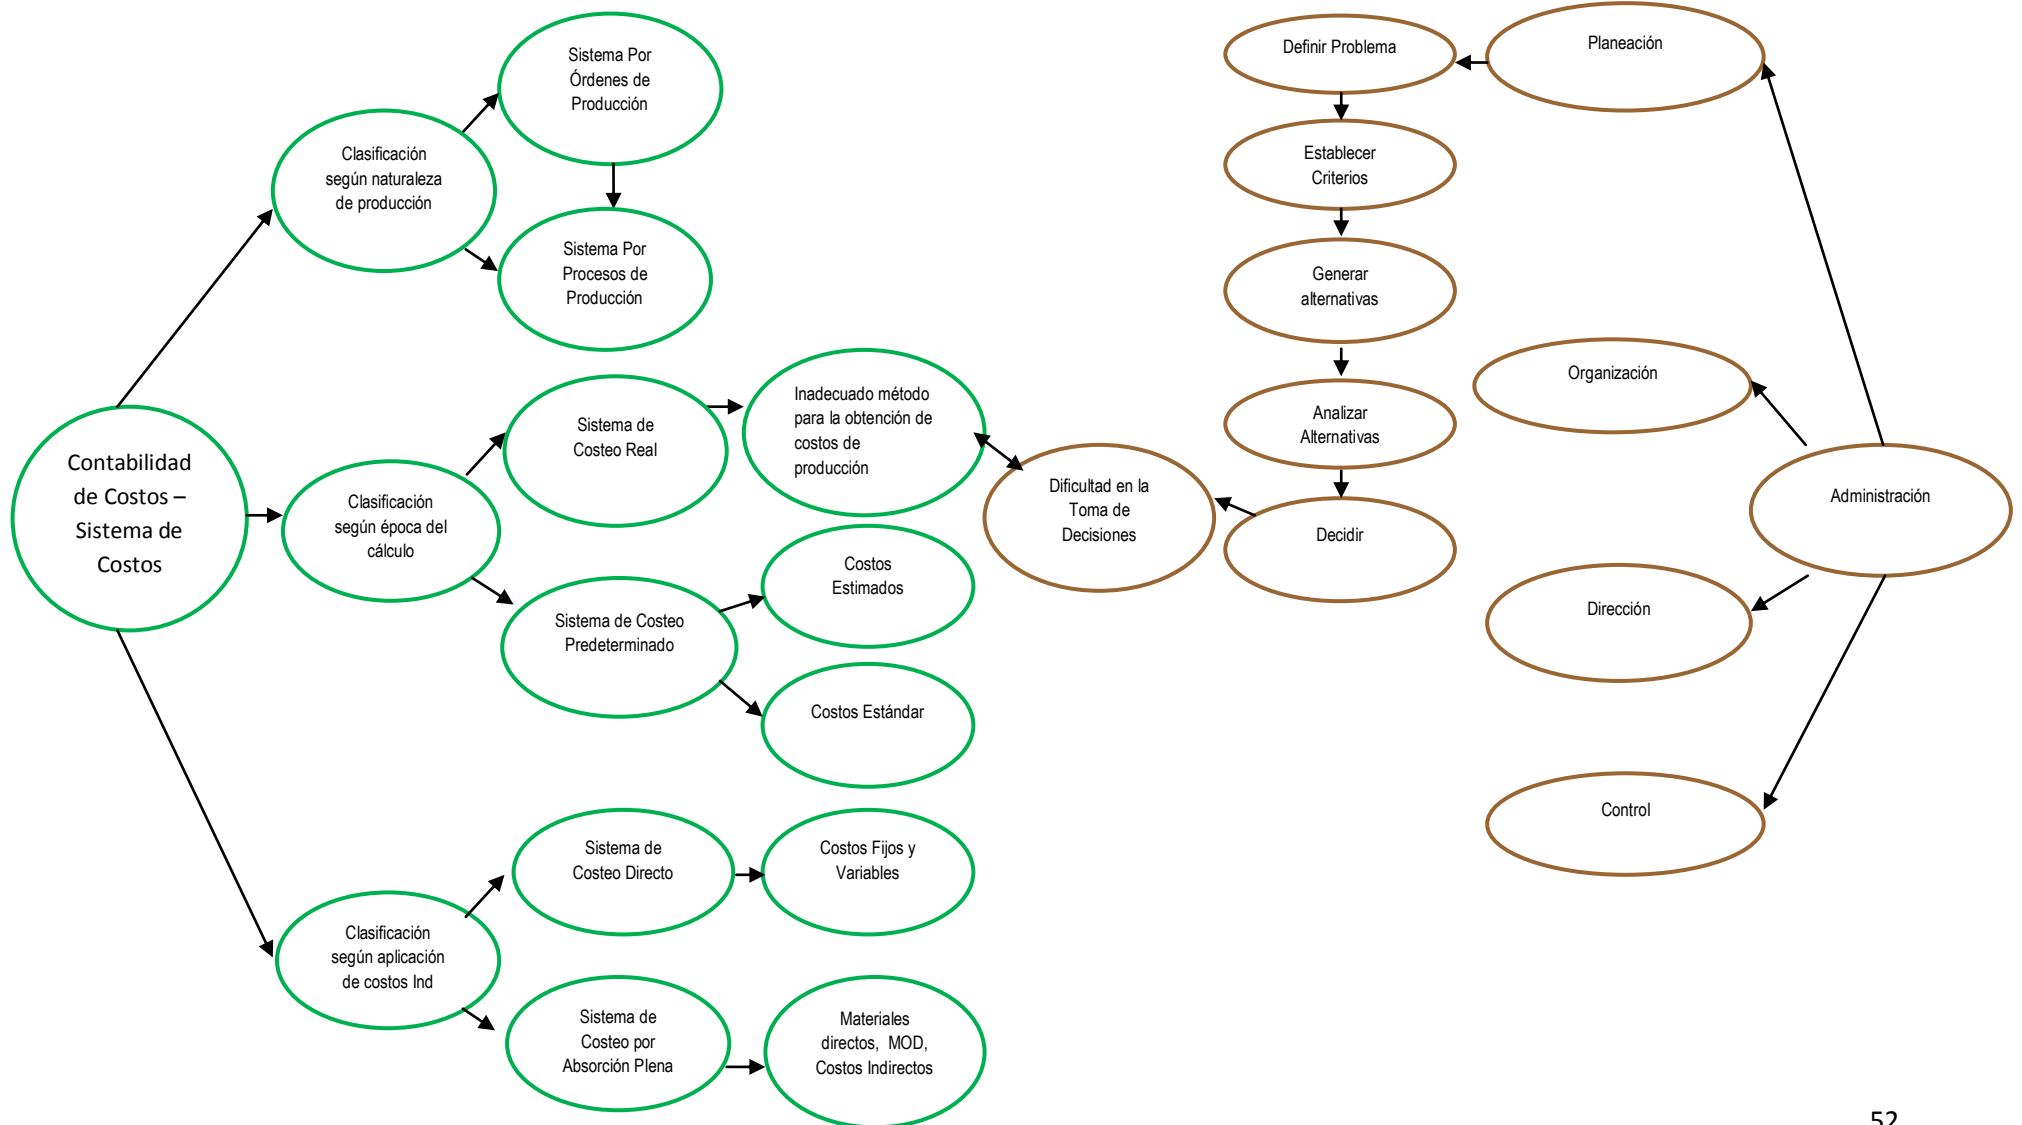 Sistema Por
Órdenes de
Producción
Clasificación
según naturaleza
de producción
Sistema Por
Procesos de
Producción
Contabilidad
de Costos –
Sistema de
Costos
Clasificación
según época del
cálculo
Sistema de
Costeo Real
Inadecuado método
para la obtención de
costos de
producción
Sistema de Costeo
Predeterminado
Costos
Estimados
Costos Estándar
Clasificación
según aplicación
de costos Ind
Sistema de
Costeo Directo
Costos Fijos y
Variables
Sistema de
Costeo por
Absorción Plena
Materiales
directos, MOD,
Costos Indirectos
Dificultad en la
Toma de
Decisiones
Definir Problema
Establecer
Criterios
Generar
alternativas
Analizar
Alternativas
Decidir
Planeación
Organización
Administración
Dirección
Control
52